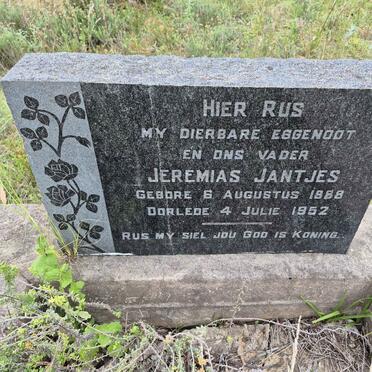 HIER RUS
MY DIERBARE EGGENOOT
EN ONS VADER
JEREMIAS JANTJES
GEBORE 6 AUGUSTUS 1888
OORLEDE 4 JULIE 1952
RUS MY SIEL JOU GOD IS KONING.